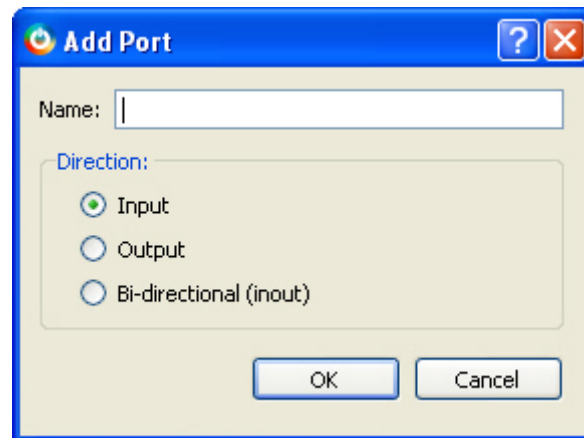 Add Port
?
Name:
Direction:
Input
Output
Bi-directional (inout)
OK Cancel